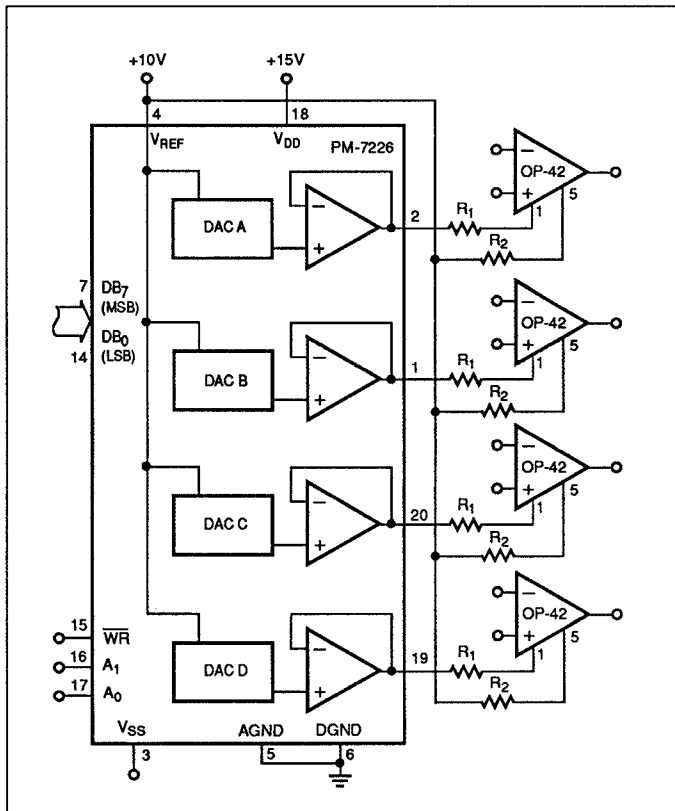 +10V +15V
4 18
VREF VDD PM-7226
DAC A − + 2 R1 − + OP-42 1 5
R2
7 DB7 (MSB)
DB0 (LSB) 14
DAC B − + 1 R1 − + OP-42 1 5
R2
DAC C − + 20 R1 − + OP-42 1 5
R2
15 WR
16 A1
17 A0
DAC D − + 19 R1 − + OP-42 1 5
R2
VSS AGND DGND
3 5 6